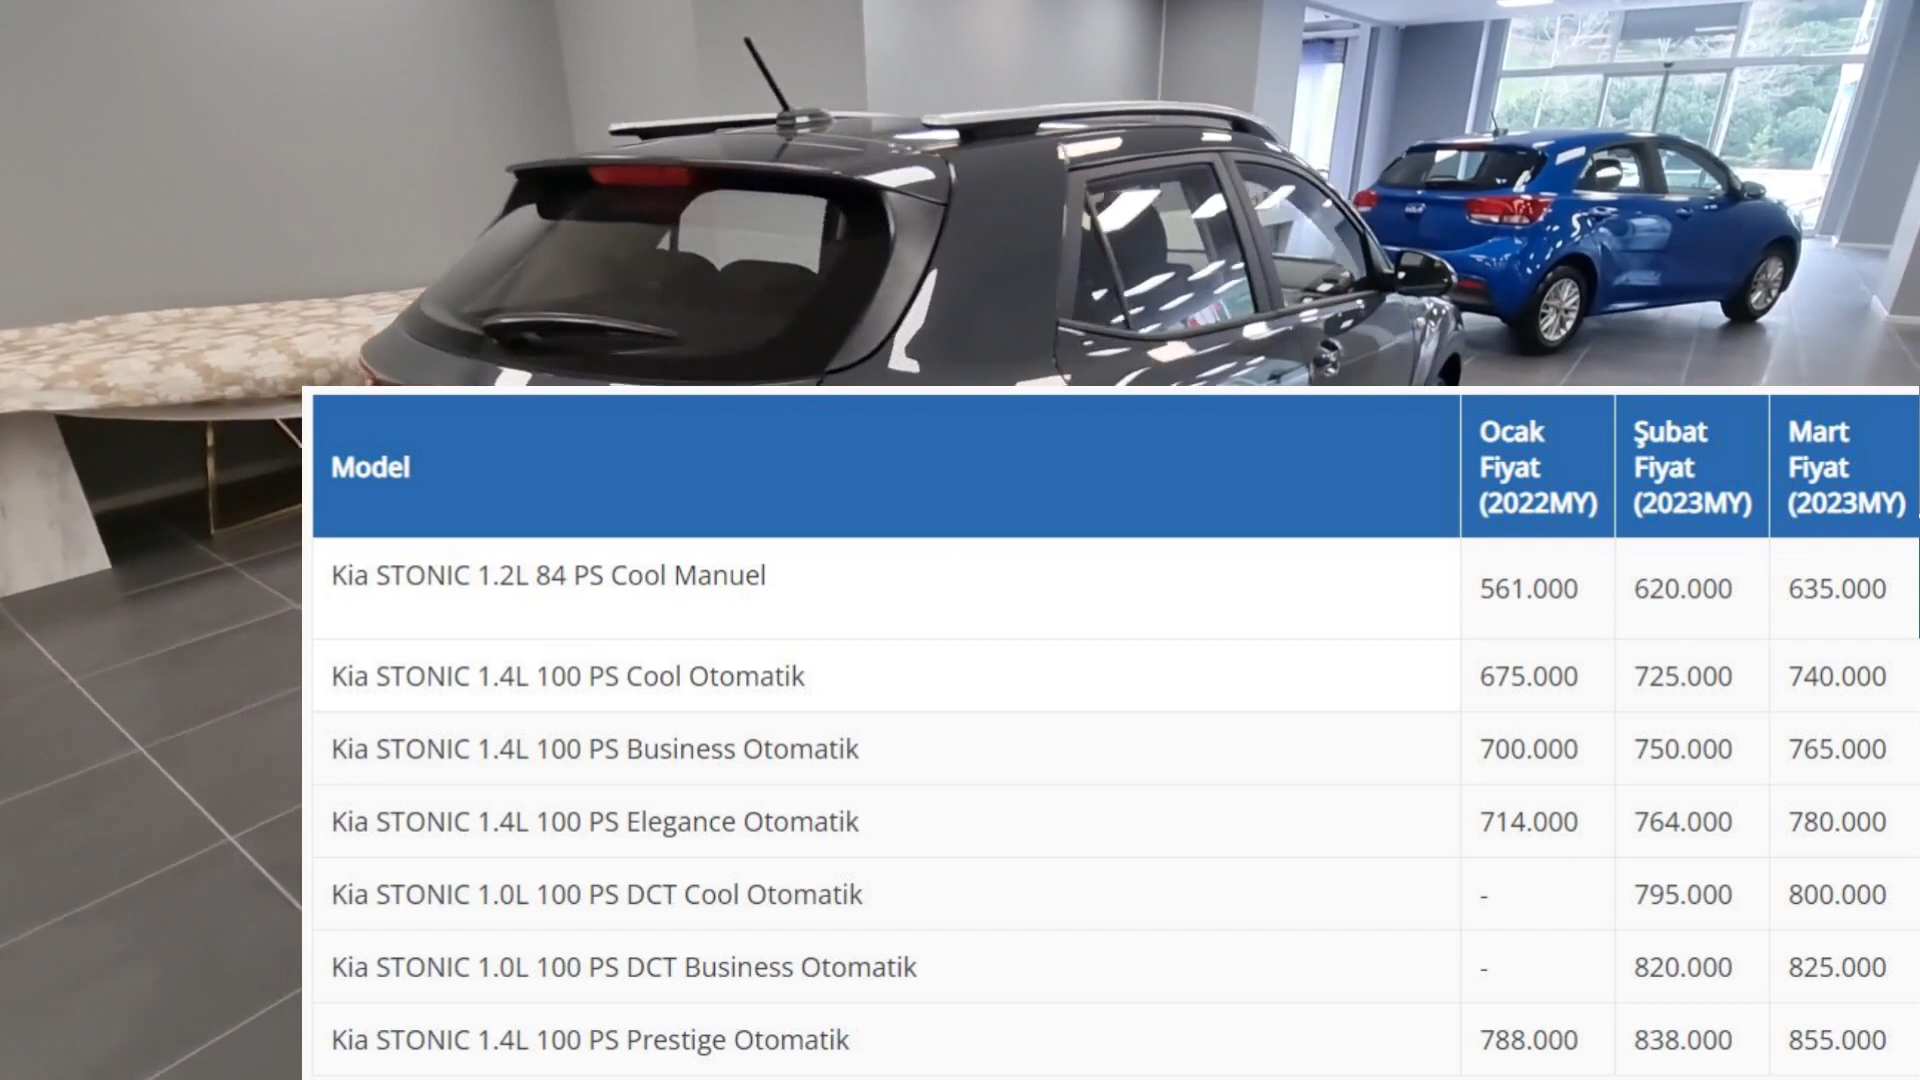 Model
Ocak
Fiyat
(2022MY)
Şubat
Fiyat
(2023MY)
Mart
Fiyat
(2023MY)
Kia STONIC 1.2L 84 PS Cool Manuel 561.000 620.000 635.000
Kia STONIC 1.4L 100 PS Cool Otomatik 675.000 725.000 740.000
Kia STONIC 1.4L 100 PS Business Otomatik 700.000 750.000 765.000
Kia STONIC 1.4L 100 PS Elegance Otomatik 714.000 764.000 780.000
Kia STONIC 1.0L 100 PS DCT Cool Otomatik - 795.000 800.000
Kia STONIC 1.0L 100 PS DCT Business Otomatik - 820.000 825.000
Kia STONIC 1.4L 100 PS Prestige Otomatik 788.000 838.000 855.000